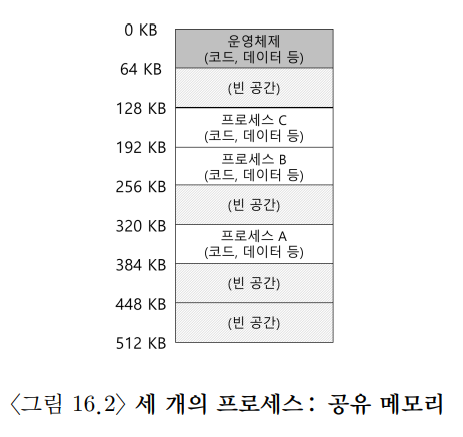 0 KB
운영체제
(코드, 데이터 등)
64 KB
(빈 공간)
128 KB
프로세스 C
(코드, 데이터 등)
192 KB
프로세스 B
(코드, 데이터 등)
256 KB
(빈 공간)
320 KB
프로세스 A
(코드, 데이터 등)
384 KB
(빈 공간)
448 KB
(빈 공간)
512 KB
〈그림 16.2〉 세 개의 프로세스: 공유 메모리